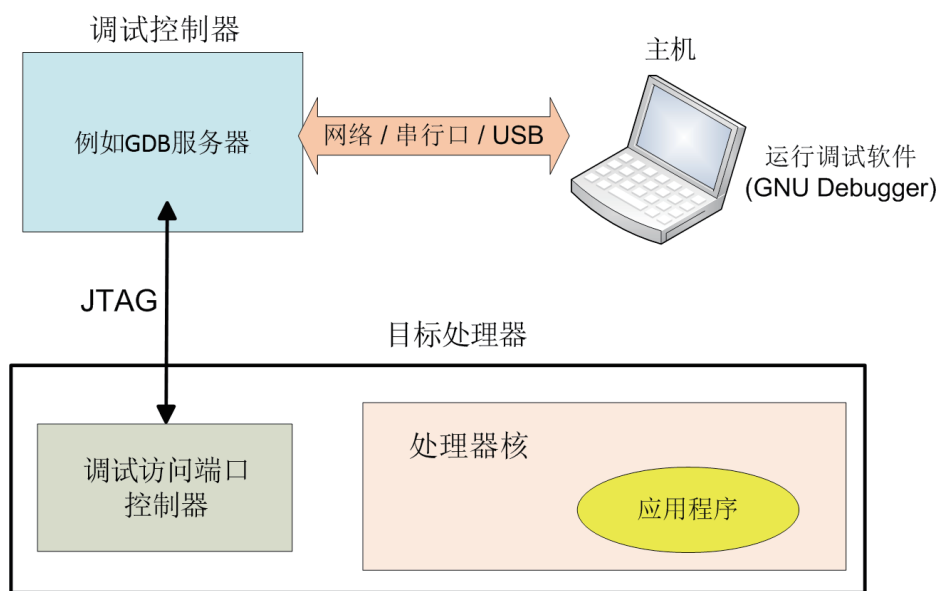 调试控制器
例如GDB服务器
网络 / 串行口 / USB
主机
运行调试软件
(GNU Debugger)
JTAG
目标处理器
调试访问端口
控制器
处理器核
应用程序